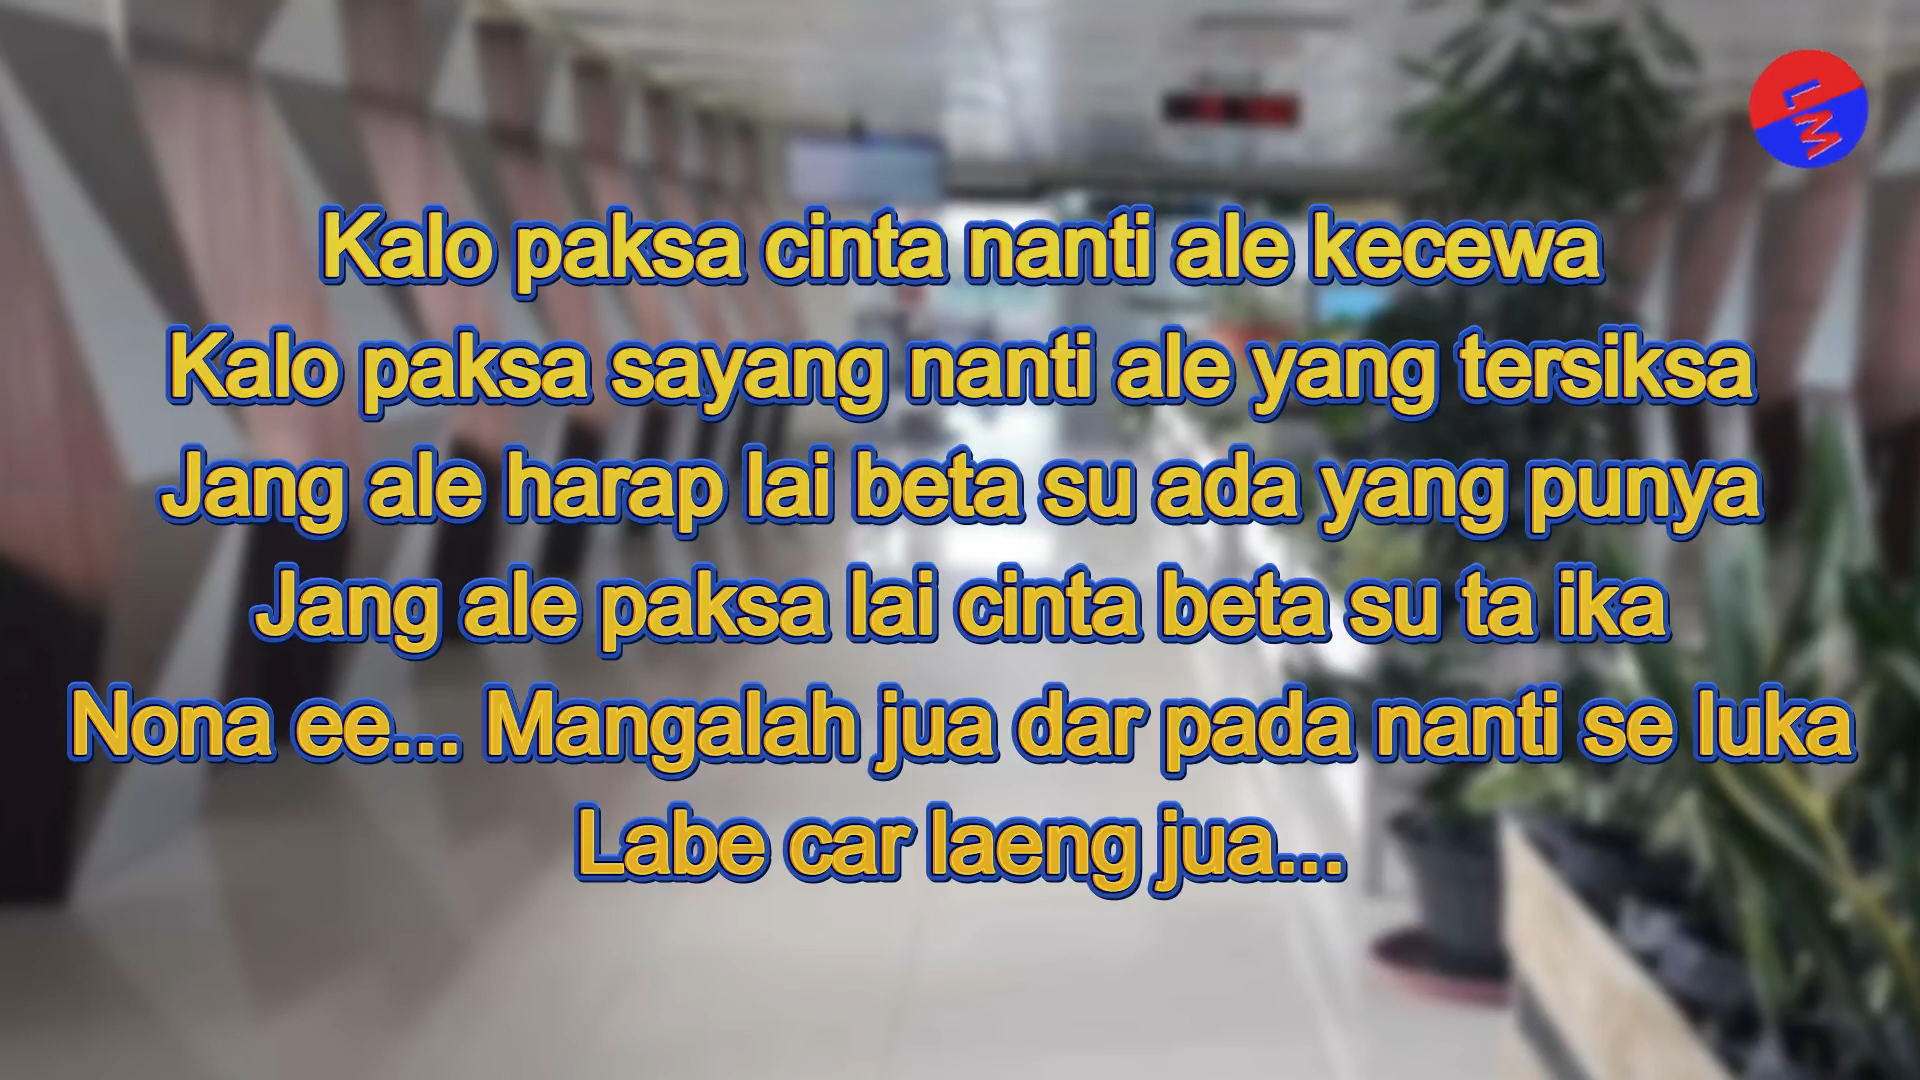 LM
Kalo paksa cinta nanti ale kecewa
Kalo paksa sayang nanti ale yang tersiksa
Jang ale harap lai beta su ada yang punya
Jang ale paksa lai cinta beta su ta ika
Nona ee... Mangalah jua dar pada nanti se luka
Labe car laeng jua...